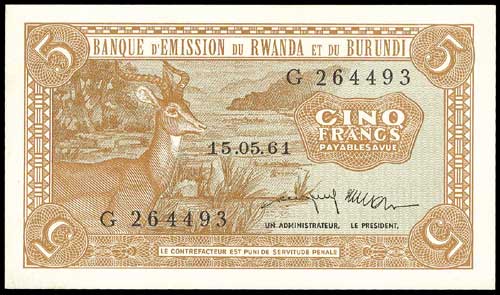 5 5
BANQUE D'EMISSION DU RWANDA ET DU BURUNDI
G 264493
CINQ
FRANCS
PAYABLES A VUE
15.05.61
G 264493
UN ADMINISTRATEUR, LE PRESIDENT,
5 5
LE CONTREFACTEUR EST PUNI DE SERVITUDE PENALE